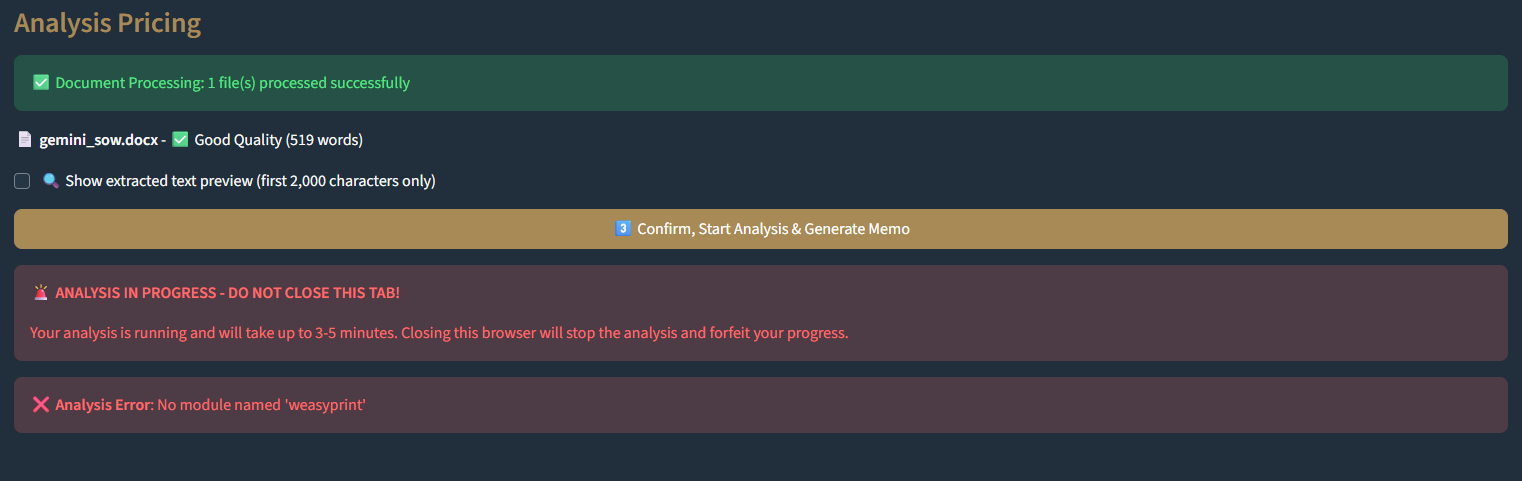 Analysis Pricing
✅ Document Processing: 1 file(s) processed successfully
📄 gemini_sow.docx - ✅ Good Quality (519 words)
🔍 Show extracted text preview (first 2,000 characters only)
3️⃣ Confirm, Start Analysis & Generate Memo
🚨 ANALYSIS IN PROGRESS - DO NOT CLOSE THIS TAB!
Your analysis is running and will take up to 3-5 minutes. Closing this browser will stop the analysis and forfeit your progress.
❌ Analysis Error: No module named 'weasyprint'